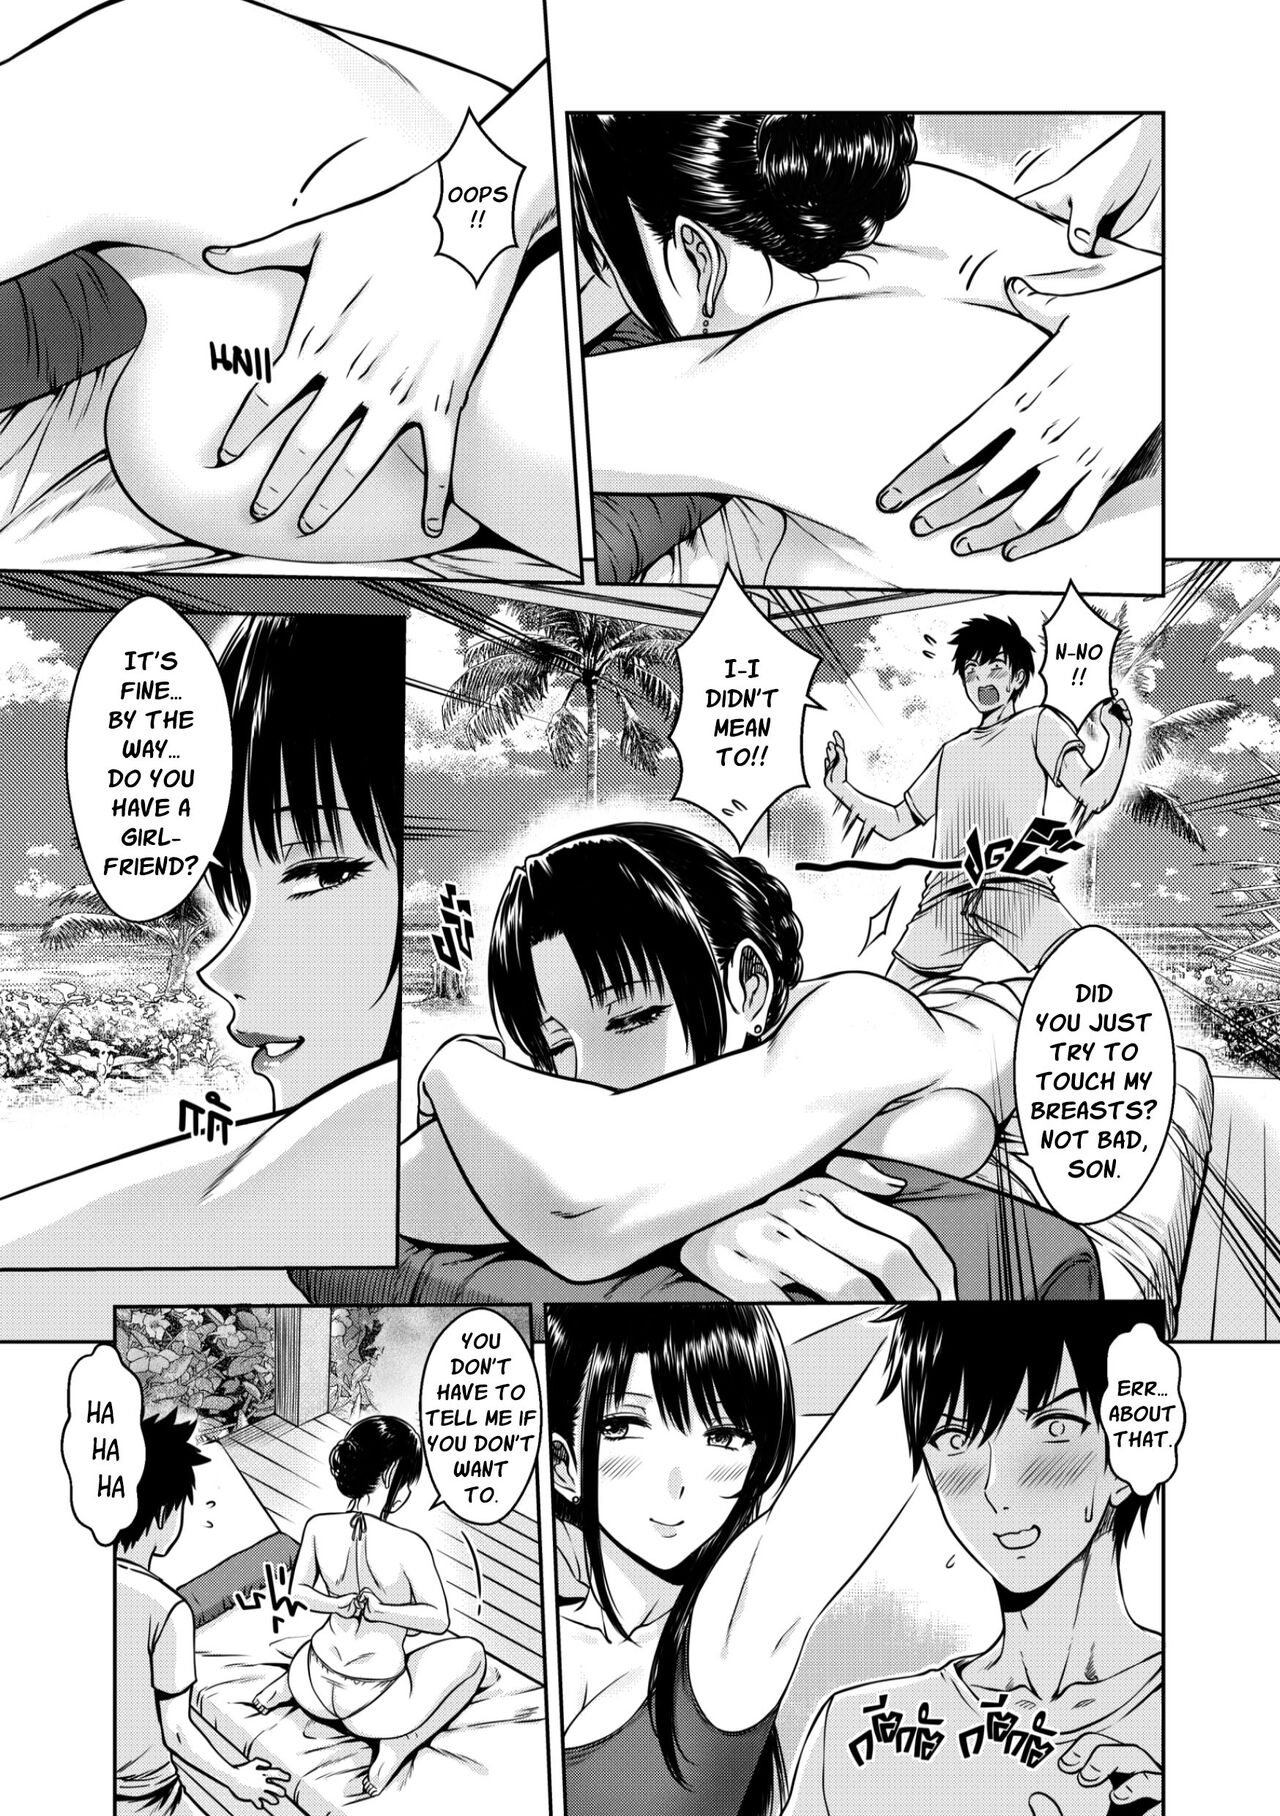 OOPS
!!
N-NO
!!
I-I
DIDN'T
MEAN
TO!!
DID
YOU JUST
TRY TO
TOUCH MY
BREASTS?
NOT BAD,
SON.
IT'S
FINE...
BY THE
WAY...
DO YOU
HAVE A
GIRL-
FRIEND?
ERR...
ABOUT
THAT.
YOU
DON'T
HAVE TO
TELL ME IF
YOU DON'T
WANT
TO.
HA
HA
HA